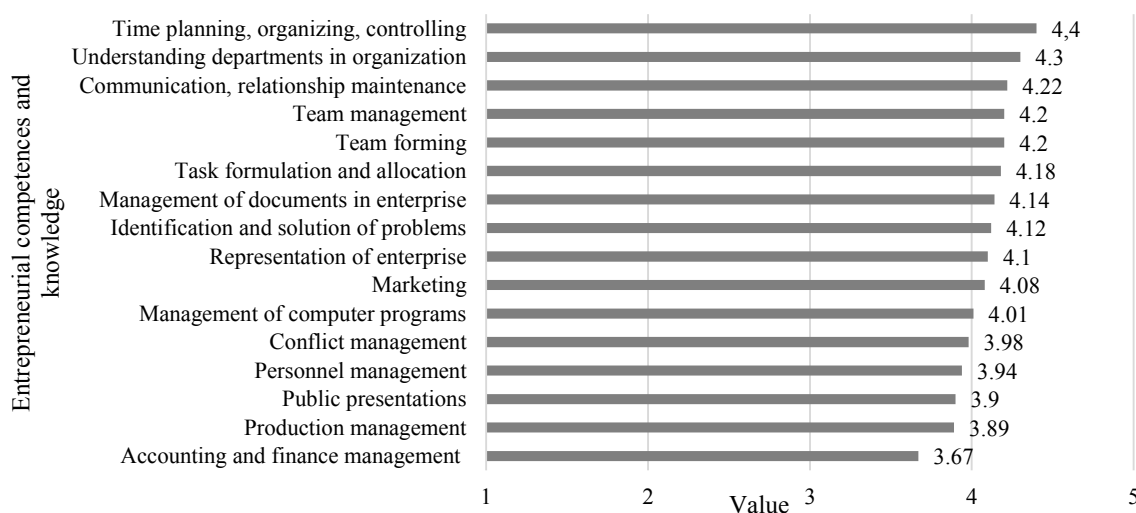 Entrepreneurial competences and
knowledge
Time planning, organizing, controlling 4,4
Understanding departments in organization 4.3
Communication, relationship maintenance 4.22
Team management 4.2
Team forming 4.2
Task formulation and allocation 4.18
Management of documents in enterprise 4.14
Identification and solution of problems 4.12
Representation of enterprise 4.1
Marketing 4.08
Management of computer programs 4.01
Conflict management 3.98
Personnel management 3.94
Public presentations 3.9
Production management 3.89
Accounting and finance management 3.67
1 2 3 4 5
Value